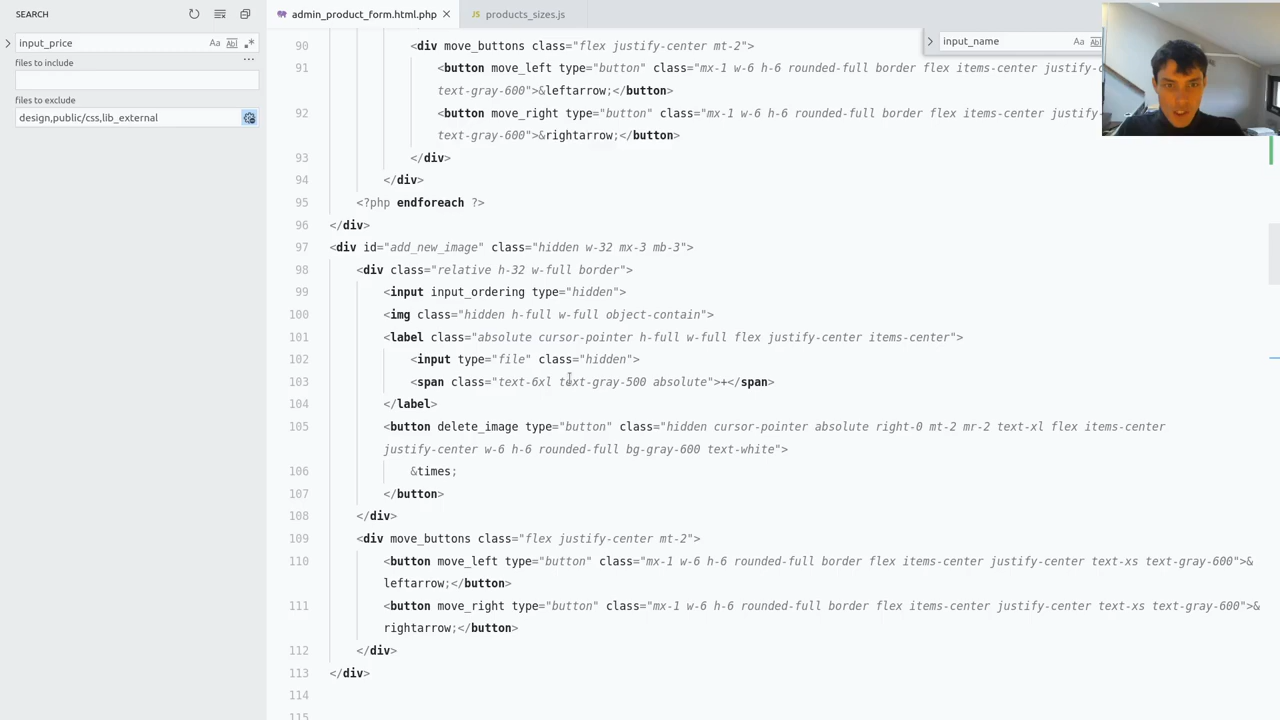 SEARCH
admin_product_form.html.php
products_sizes.js
input_price
files to include
files to exclude
design,public/css,lib_external
input_name
90 <div move_buttons class="flex justify-center mt-2">
91 <button move_left type="button" class="mx-1 w-6 h-6 rounded-full border flex items-center justify-c
text-gray-600">&leftarrow;</button>
92 <button move_right type="button" class="mx-1 w-6 h-6 rounded-full border flex items-center justify-
text-gray-600">&rightarrow;</button>
93 </div>
94 </div>
95 <?php endforeach ?>
96 </div>
97 <div id="add_new_image" class="hidden w-32 mx-3 mb-3">
98 <div class="relative h-32 w-full border">
99 <input input_ordering type="hidden">
100 <img class="hidden h-full w-full object-contain">
101 <label class="absolute cursor-pointer h-full w-full flex justify-center items-center">
102 <input type="file" class="hidden">
103 <span class="text-6xl text-gray-500 absolute">+</span>
104 </label>
105 <button delete_image type="button" class="hidden cursor-pointer absolute right-0 mt-2 mr-2 text-xl flex items-center
justify-center w-6 h-6 rounded-full bg-gray-600 text-white">
106 &times;
107 </button>
108 </div>
109 <div move_buttons class="flex justify-center mt-2">
110 <button move_left type="button" class="mx-1 w-6 h-6 rounded-full border flex items-center justify-center text-xs text-gray-600">&
leftarrow;</button>
111 <button move_right type="button" class="mx-1 w-6 h-6 rounded-full border flex items-center justify-center text-xs text-gray-600">&
rightarrow;</button>
112 </div>
113 </div>
114
115